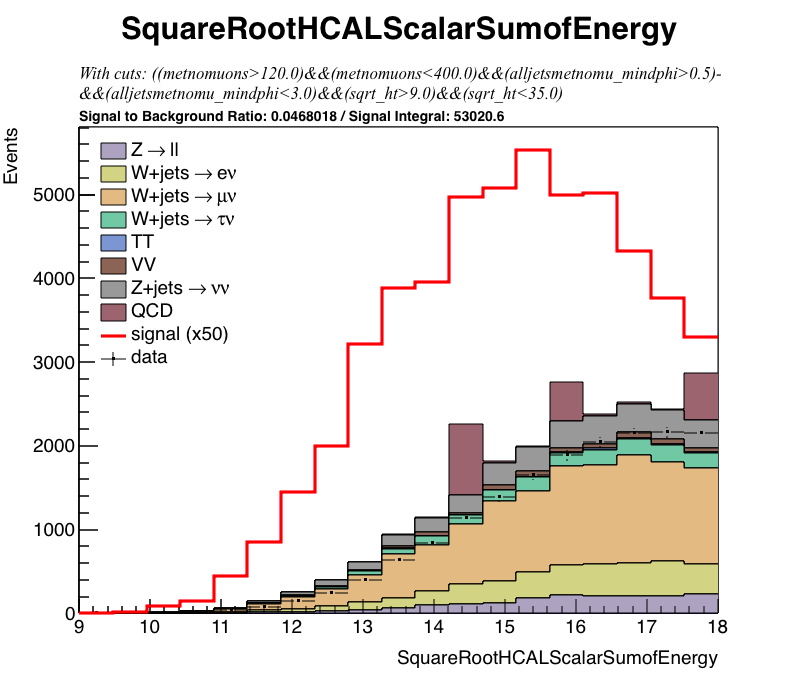 SquareRootHCALScalarSumofEnergy
With cuts: ((metnomuons>120.0)&&(metnomuons<400.0)&&(alljetsmetnomu_mindphi>0.5)-
&&(alljetsmetnomu_mindphi<3.0)&&(sqrt_ht>9.0)&&(sqrt_ht<35.0)
Signal to Background Ratio: 0.0468018 / Signal Integral: 53020.6
Events
Z → ll
W+jets → eν
W+jets → μν
W+jets → τν
TT
VV
Z+jets → νν
QCD
signal (x50)
data
5000
4000
3000
2000
1000
0
9 10 11 12 13 14 15 16 17 18
SquareRootHCALScalarSumofEnergy